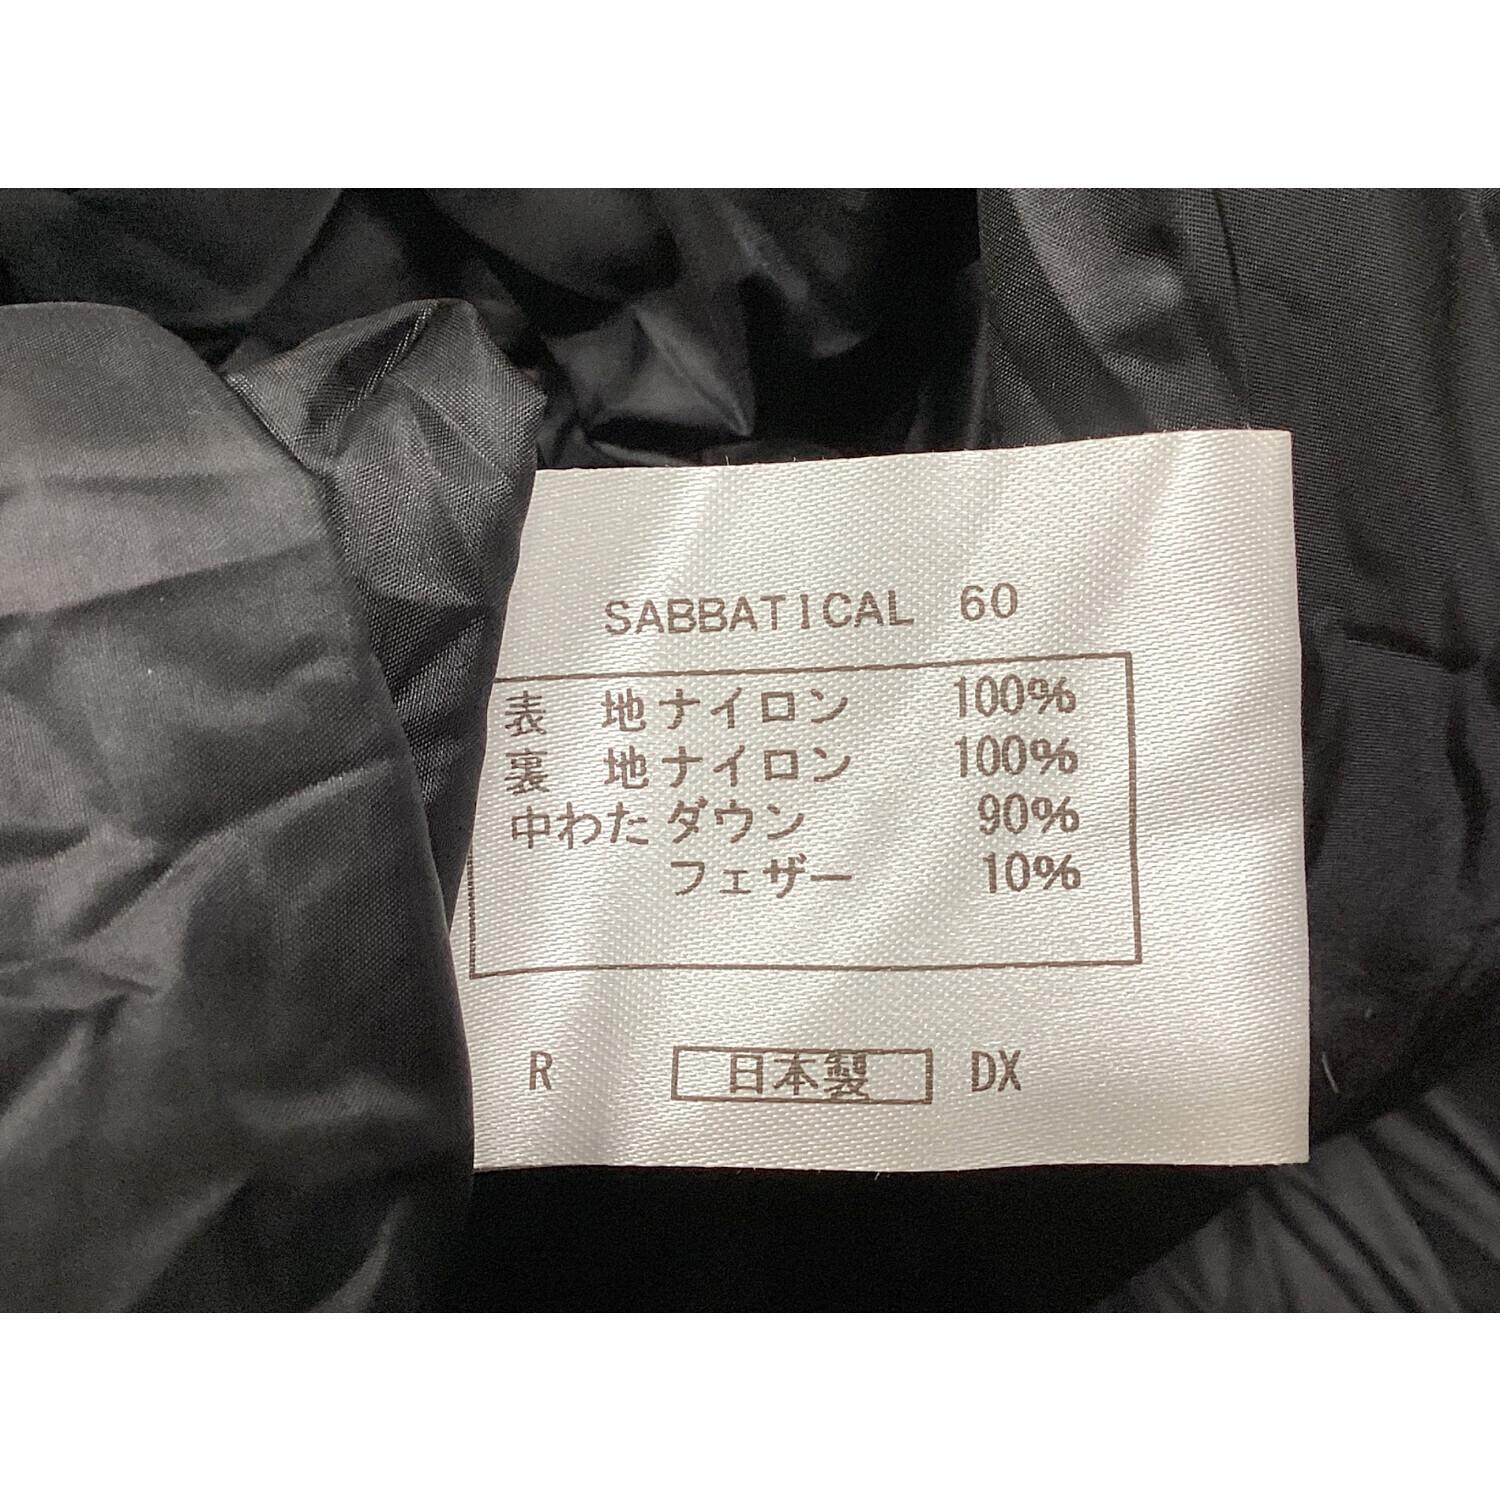 SABBATICAL 60
表 地ナイロン 100%
裏 地ナイロン 100%
中わた ダウン 90%
フェザー 10%
R 日本製 DX